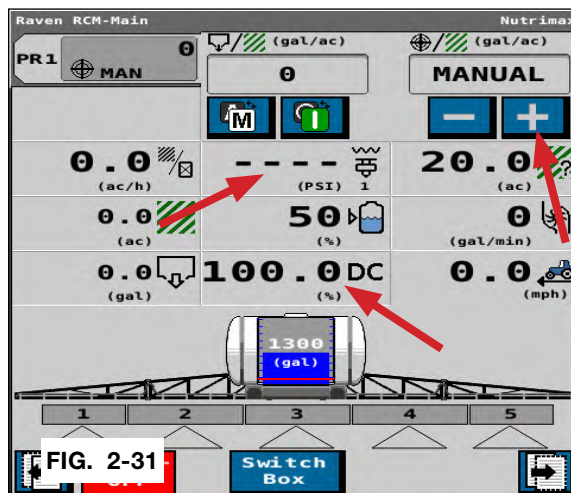 Raven RCM-Main Nutrimax
PR1 0 MAN
(gal/ac) (gal/ac)
0 MANUAL
M I − +
0.0 (ac/h) ---- (PSI) 1 20.0 ? (ac)
0.0 (ac) 50 (%) 0 (gal/min)
0.0 (gal) 100.0 DC (%) 0.0 (mph)
1300
(gal)
1 2 3 4 5
FIG. 2-31
OFF
Switch
Box